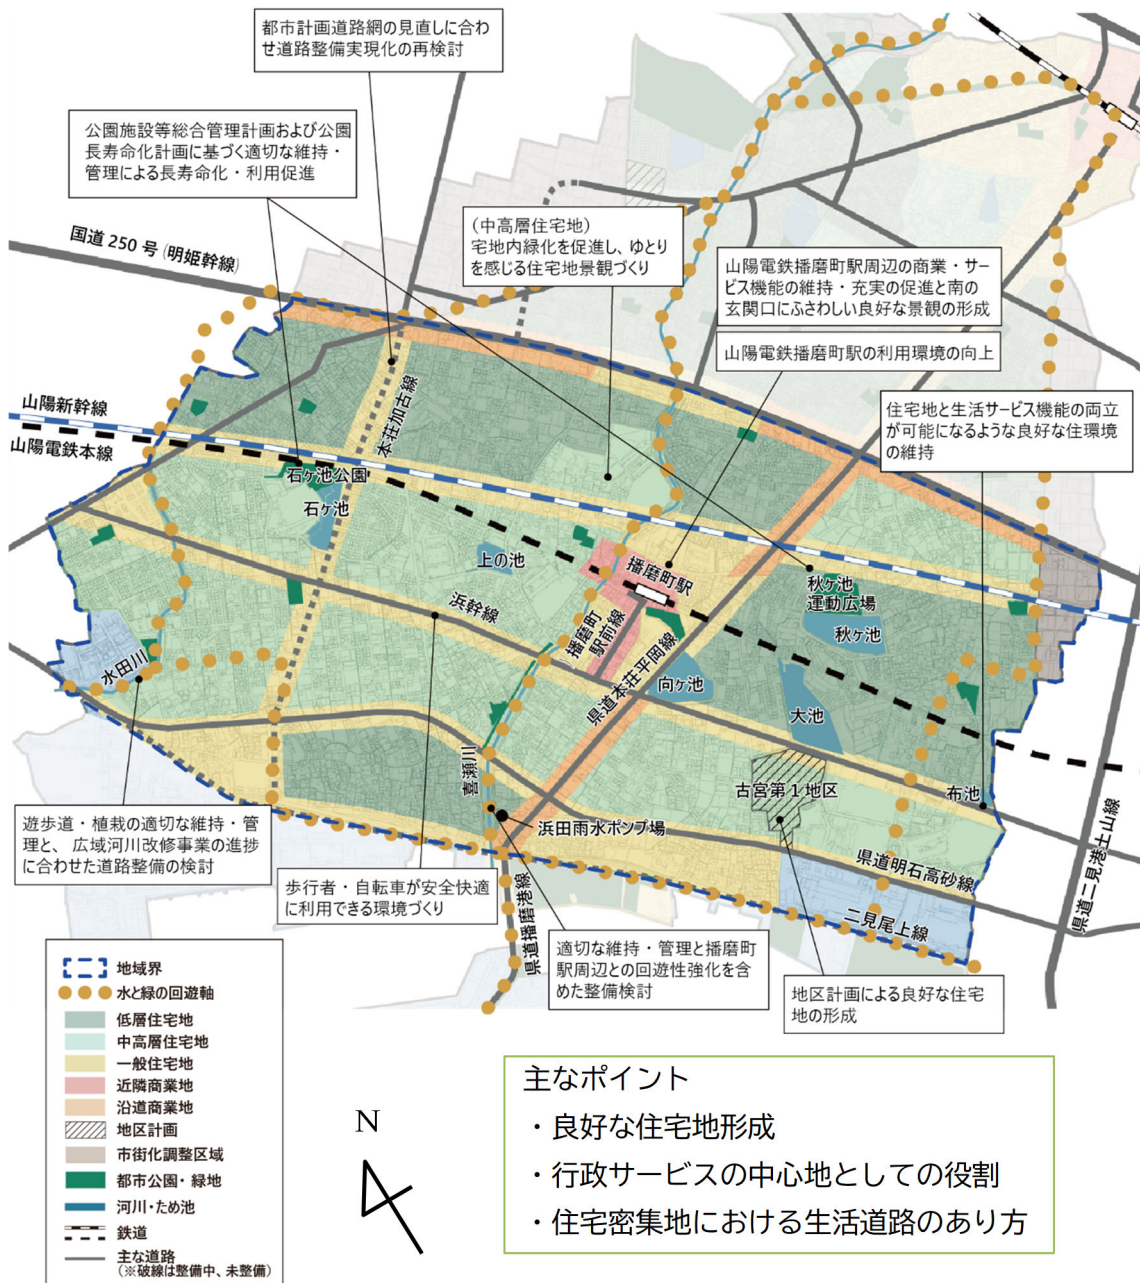 都市計画道路網の見直しに合わ
せ道路整備実現化の再検討
公園施設等総合管理計画および公園
長寿命化計画に基づく適切な維持・
管理による長寿命化・利用促進
(中高層住宅地)
宅地内緑化を促進し、ゆとり
を感じる住宅地景観づくり
山陽電鉄播磨町駅周辺の商業・サー
ビス機能の維持・充実の促進と南の
玄関口にふさわしい良好な景観の形成
山陽電鉄播磨町駅の利用環境の向上
住宅地と生活サービス機能の両立
が可能になるような良好な住環境
の維持
国道250号(明姫幹線)
山陽新幹線
山陽電鉄本線
本荘加古線
石ヶ池公園
石ヶ池
上の池
浜幹線
播磨町駅
播磨町
駅前線
県道本荘平岡線
秋ヶ池
運動広場
秋ヶ池
向ヶ池
大池
水田川
喜瀬川
古宮第1地区
布池
浜田雨水ポンプ場
県道明石高砂線
二見尾上線
県道二見港土山線
県道播磨港線
遊歩道・植栽の適切な維持・管
理と、広域河川改修事業の進捗
に合わせた道路整備の検討
歩行者・自転車が安全快適
に利用できる環境づくり
適切な維持・管理と播磨町
駅周辺との回遊性強化を含
めた整備検討
地区計画による良好な住宅
地の形成
地域界
水と緑の回遊軸
低層住宅地
中高層住宅地
一般住宅地
近隣商業地
沿道商業地
地区計画
市街化調整区域
都市公園・緑地
河川・ため池
鉄道
主な道路
(※破線は整備中、未整備)
N
主なポイント
・良好な住宅地形成
・行政サービスの中心地としての役割
・住宅密集地における生活道路のあり方